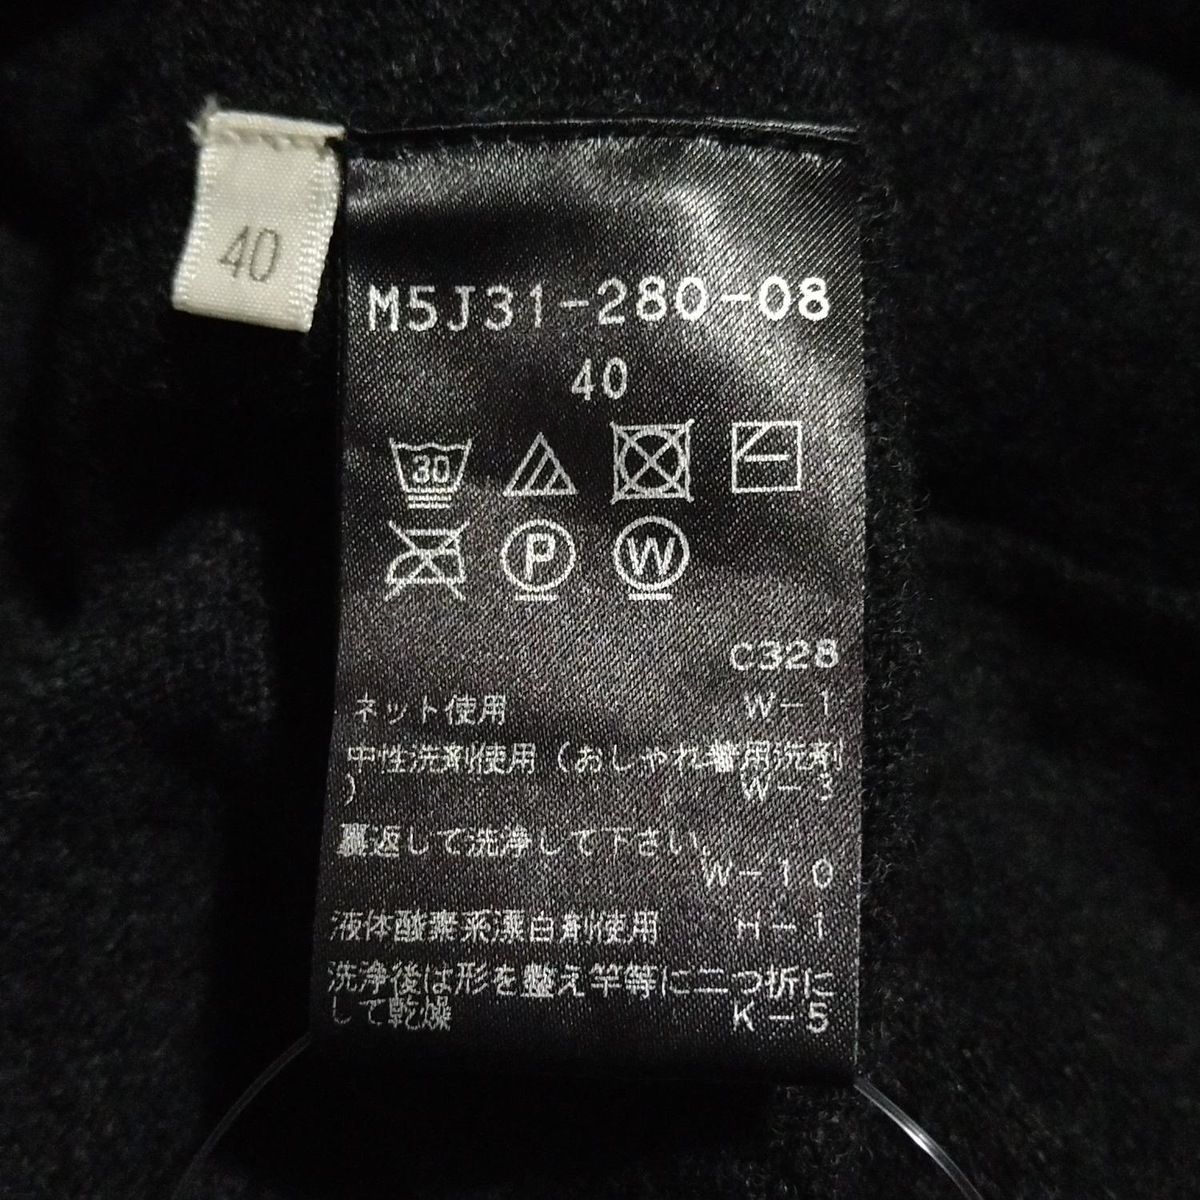 40
M5J31-280-08
40
30
P W
C328
ネット使用 W-1
中性洗剤使用(おしゃれ着用洗剤
) W-3
裏返して洗浄して下さい。 W-10
液体酸素系漂白剤使用 H-1
洗浄後は形を整え竿等に二つ折に
して乾燥 K-5